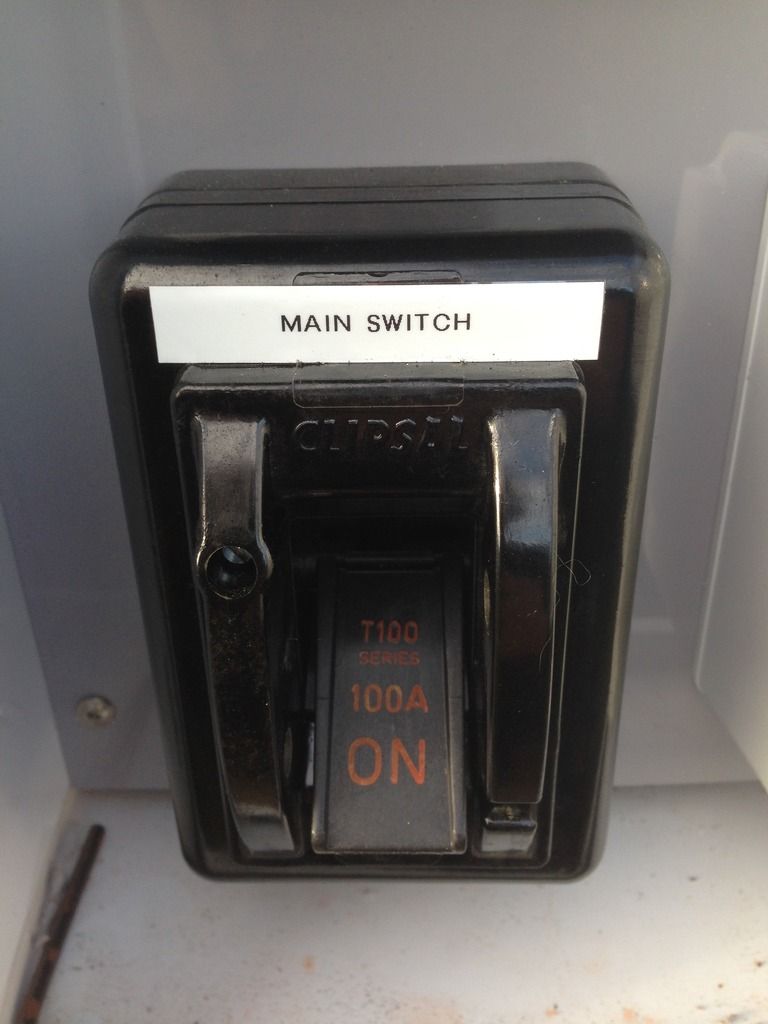 MAIN SWITCH
CLIPSAL
T100
SERIES
100A
ON